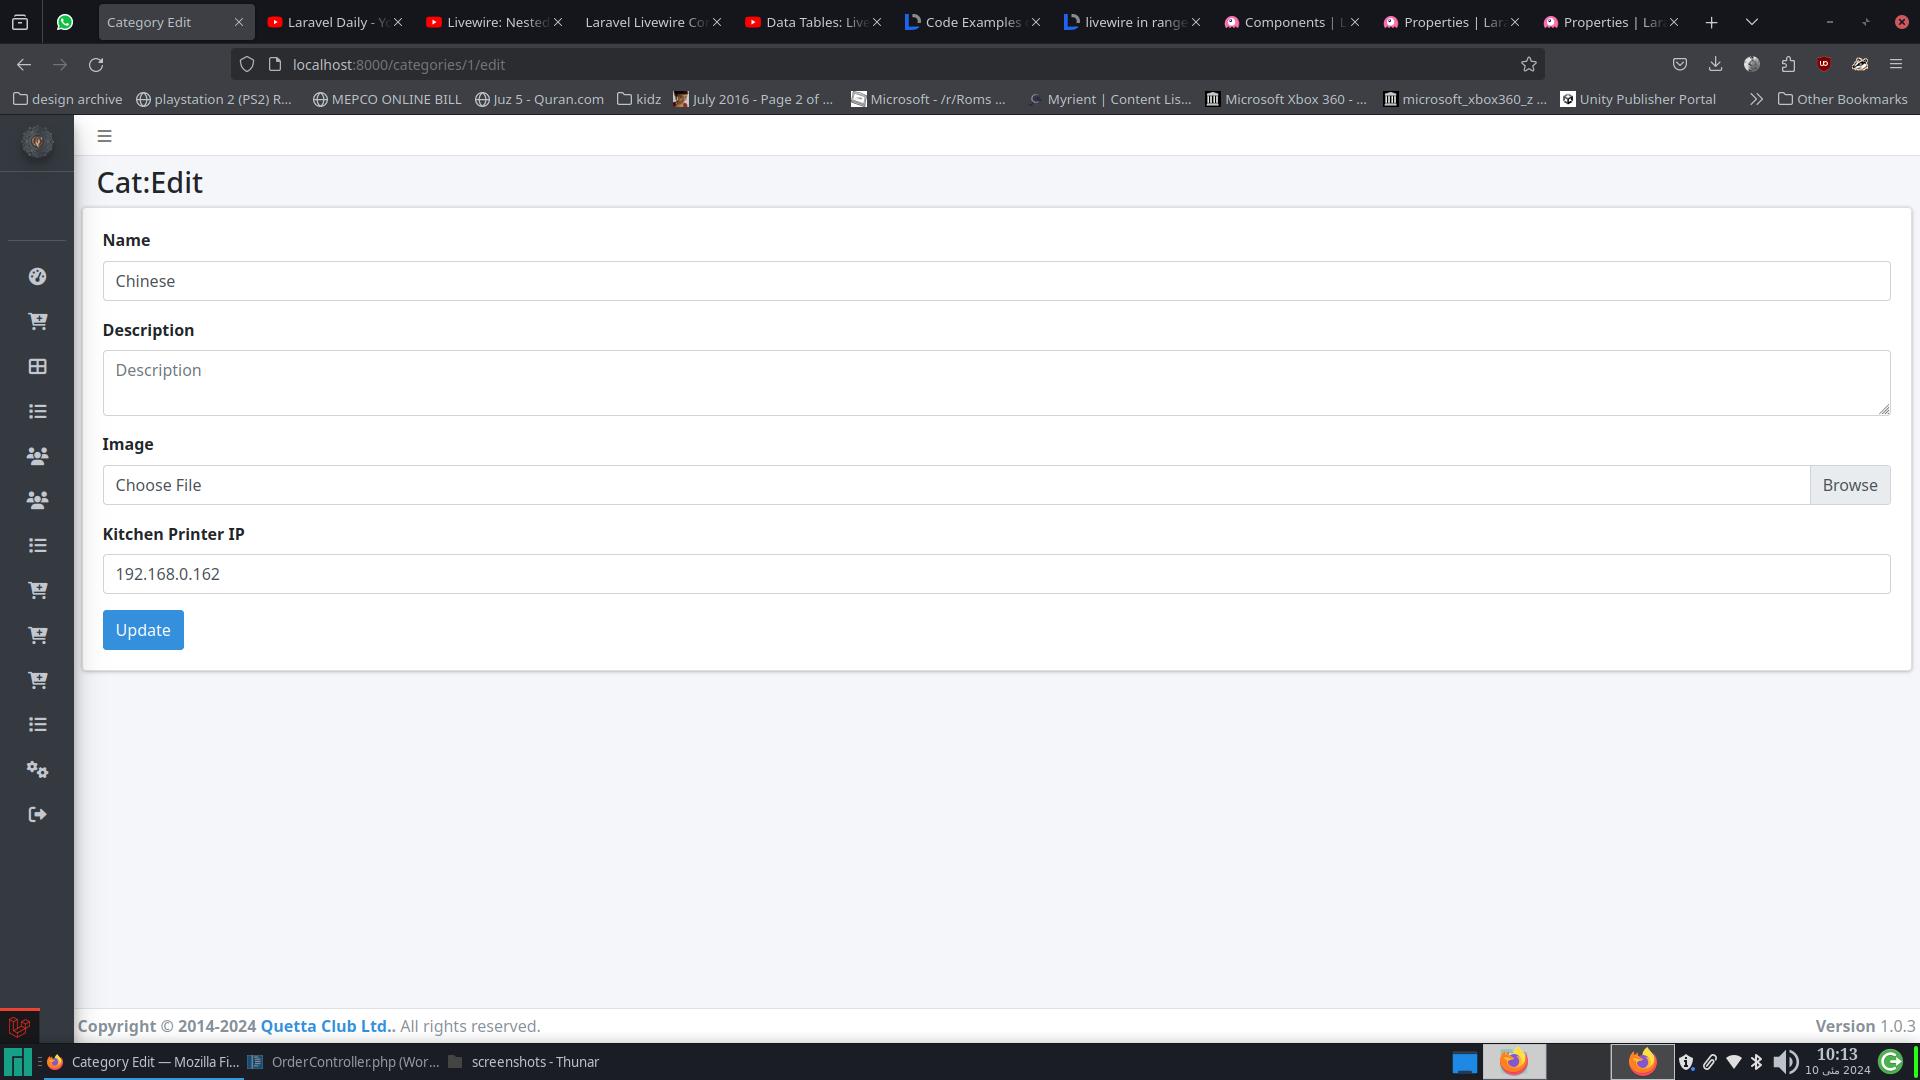 Category Edit
Laravel Daily - Yo
Livewire: Nested
Laravel Livewire Con
Data Tables: Live
Code Examples
livewire in range
Components | L
Properties | Lar
Properties | Lar
localhost:8000/categories/1/edit
design archive
playstation 2 (PS2) R...
MEPCO ONLINE BILL
Juz 5 - Quran.com
kidz
July 2016 - Page 2 of ...
Microsoft - /r/Roms ...
Myrient | Content Lis...
Microsoft Xbox 360 - ...
microsoft_xbox360_z ...
Unity Publisher Portal
Other Bookmarks
Cat:Edit
Name
Chinese
Description
Description
Image
Choose File
Browse
Kitchen Printer IP
192.168.0.162
Update
Copyright © 2014-2024 Quetta Club Ltd.. All rights reserved.
Version 1.0.3
Category Edit — Mozilla Fi...
OrderController.php (Wor...
screenshots - Thunar
10:13
10 مئی 2024